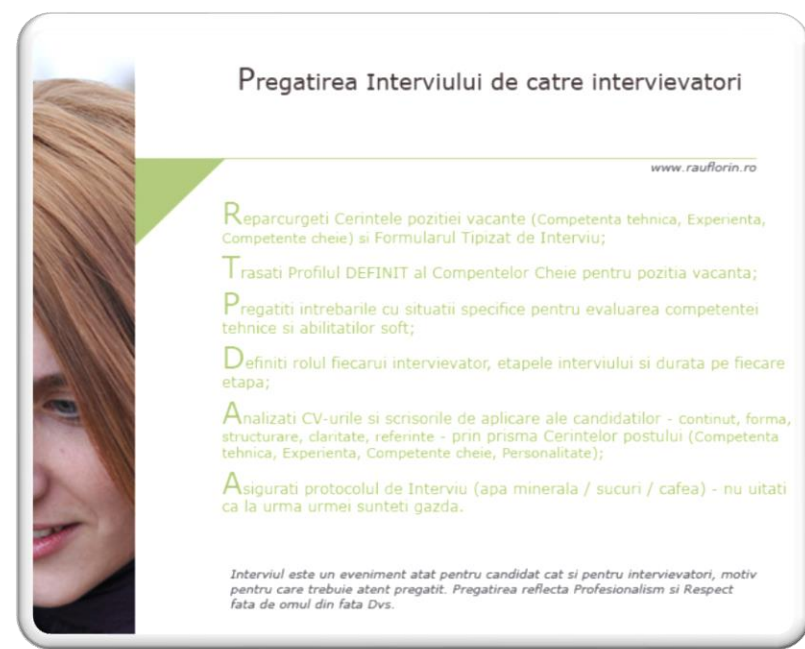 Pregatirea Interviului de catre intervievatori
www.rauflorin.ro
Reparcurgeti Cerintele pozitiei vacante (Competenta tehnica, Experienta,
Competente cheie) si Formularul Tipizat de Interviu;
Trasati Profilul DEFINIT al Compentelor Cheie pentru pozitia vacanta;
Pregatiti intrebarile cu situatii specifice pentru evaluarea competentei
tehnice si abilitatilor soft;
Definiti rolul fiecarui intervievator, etapele interviului si durata pe fiecare
etapa;
Analizati CV-urile si scrisorile de aplicare ale candidatilor - continut, forma,
structurare, claritate, referinte - prin prisma Cerintelor postului (Competenta
tehnica, Experienta, Competente cheie, Personalitate);
Asigurati protocolul de Interviu (apa minerala / sucuri / cafea) - nu uitati
ca la urma urmei sunteti gazda.
Interviul este un eveniment atat pentru candidat cat si pentru intervievatori, motiv
pentru care trebuie atent pregatit. Pregatirea reflecta Profesionalism si Respect
fata de omul din fata Dvs.